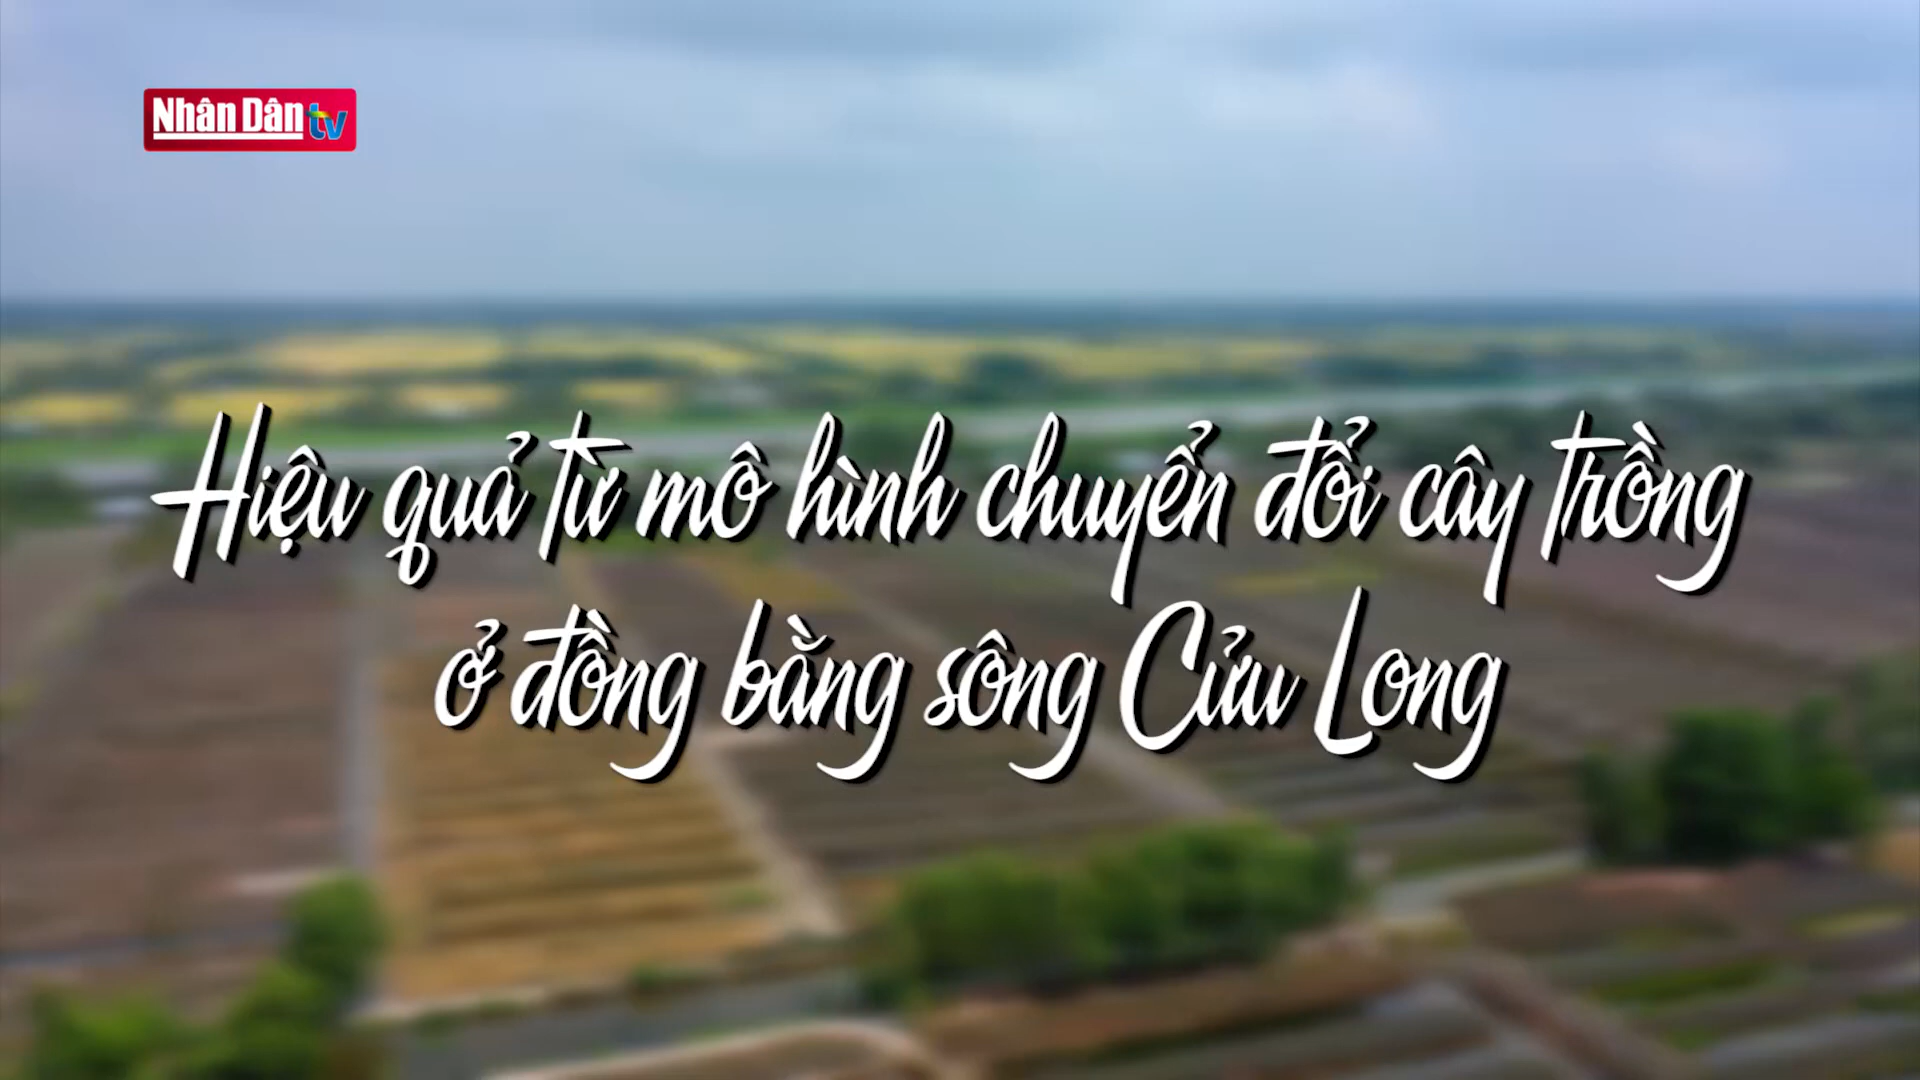 Nhân Dân tv
Hiệu quả từ mô hình chuyển đổi cây trồng
ở đồng bằng sông Cửu Long